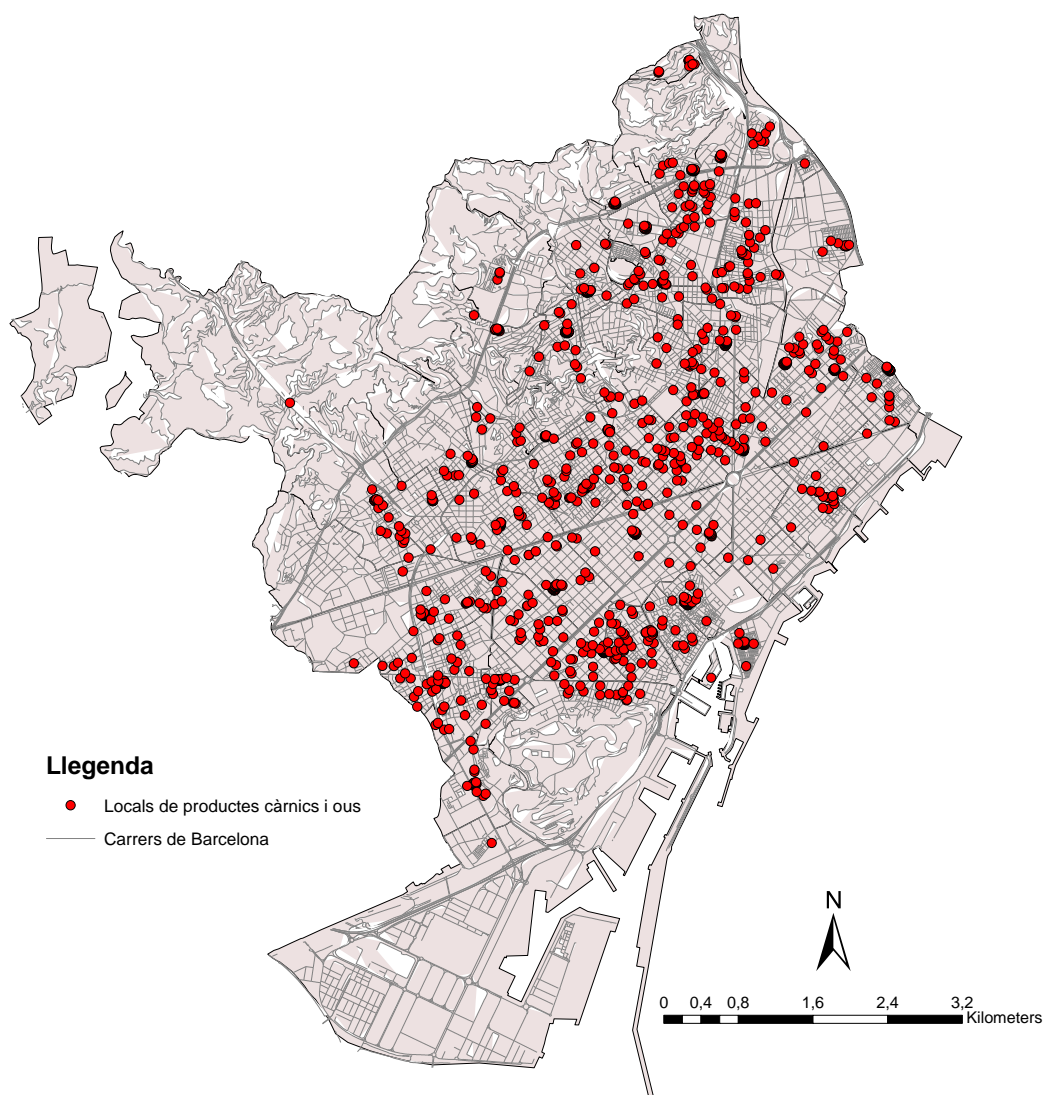 Llegenda
Locals de productes càrnics i ous
Carrers de Barcelona
N
0 0,4 0,8 1,6 2,4 3,2
Kilometers